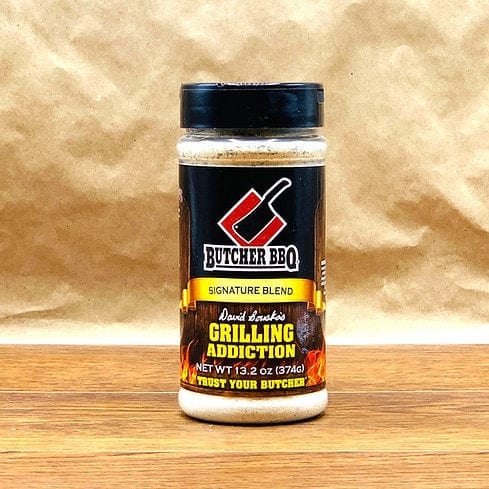 BUTCHER BBQ
SIGNATURE BLEND
David Bouska's
GRILLING
ADDICTION
NET WT 13.2 OZ (374G)
TRUST YOUR BUTCHER